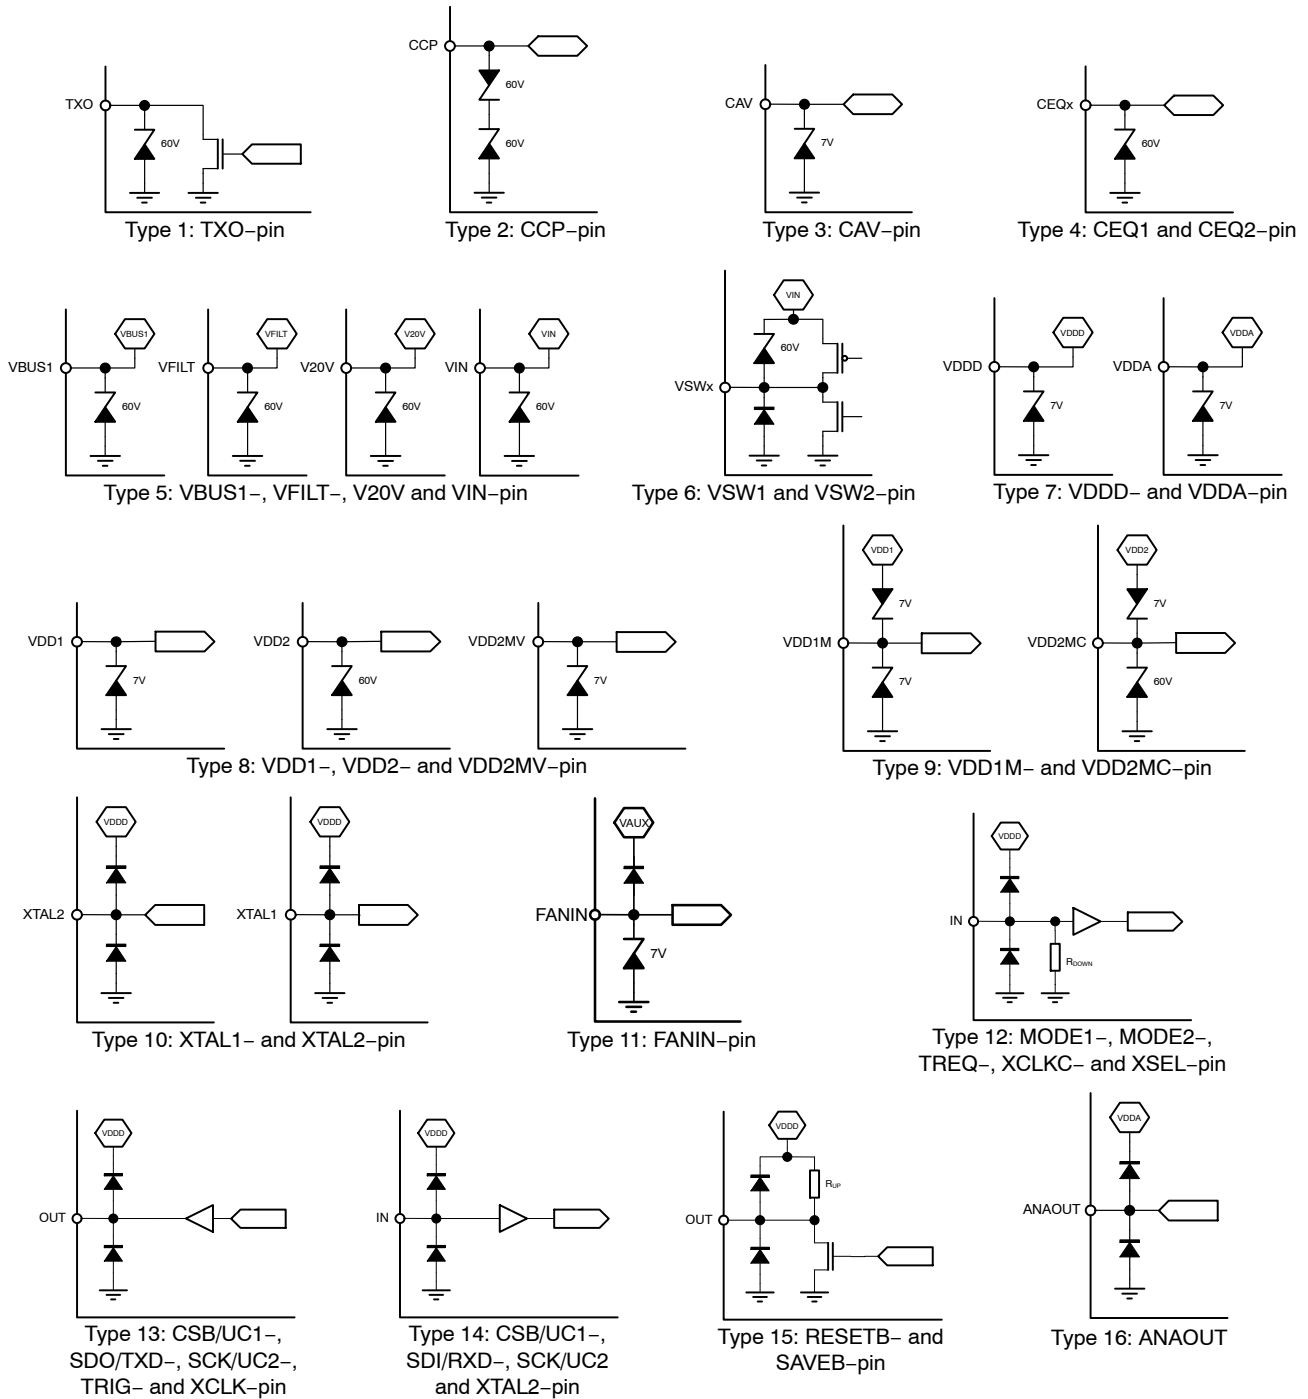 TXO
60V
Type 1: TXO–pin
CCP
60V
60V
Type 2: CCP–pin
CAV
7V
Type 3: CAV–pin
CEQx
60V
Type 4: CEQ1 and CEQ2–pin
VBUS1
VBUS1
60V
VFILT
VFILT
60V
V20V
V20V
60V
VIN
VIN
60V
Type 5: VBUS1–, VFILT–, V20V and VIN–pin
VIN
60V
VSWx
Type 6: VSW1 and VSW2–pin
VDDD
VDDD
7V
VDDA
VDDA
7V
Type 7: VDDD– and VDDA–pin
VDD1
7V
VDD2
60V
VDD2MV
7V
Type 8: VDD1–, VDD2– and VDD2MV–pin
VDD1
7V
VDD1M
7V
VDD2
7V
VDD2MC
60V
Type 9: VDD1M– and VDD2MC–pin
VDDD
XTAL2
VDDD
XTAL1
Type 10: XTAL1– and XTAL2–pin
VAUX
FANIN
7V
Type 11: FANIN–pin
VDDD
IN
RDOWN
Type 12: MODE1–, MODE2–,
TREQ–, XCLKC– and XSEL–pin
VDDD
OUT
Type 13: CSB/UC1–,
SDO/TXD–, SCK/UC2–,
TRIG– and XCLK–pin
VDDD
IN
Type 14: CSB/UC1–,
SDI/RXD–, SCK/UC2
and XTAL2–pin
VDDD
RUP
OUT
Type 15: RESETB– and
SAVEB–pin
VDDA
ANAOUT
Type 16: ANAOUT